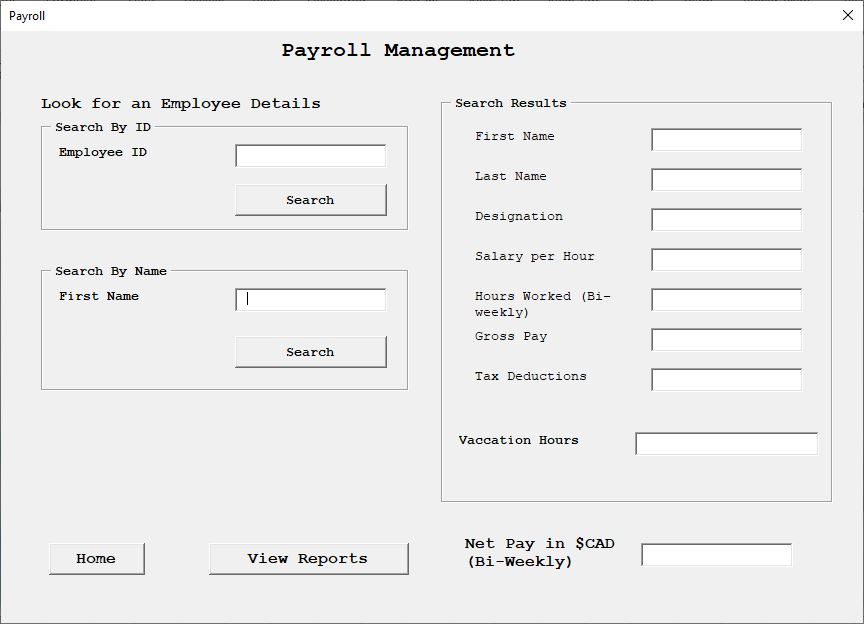 Payroll
Payroll Management
Look for an Employee Details
Search By ID
Employee ID
Search
Search By Name
First Name
Search
Search Results
First Name
Last Name
Designation
Salary per Hour
Hours Worked (Bi-
weekly)
Gross Pay
Tax Deductions
Vaccation Hours
Home
View Reports
Net Pay in $CAD
(Bi-Weekly)